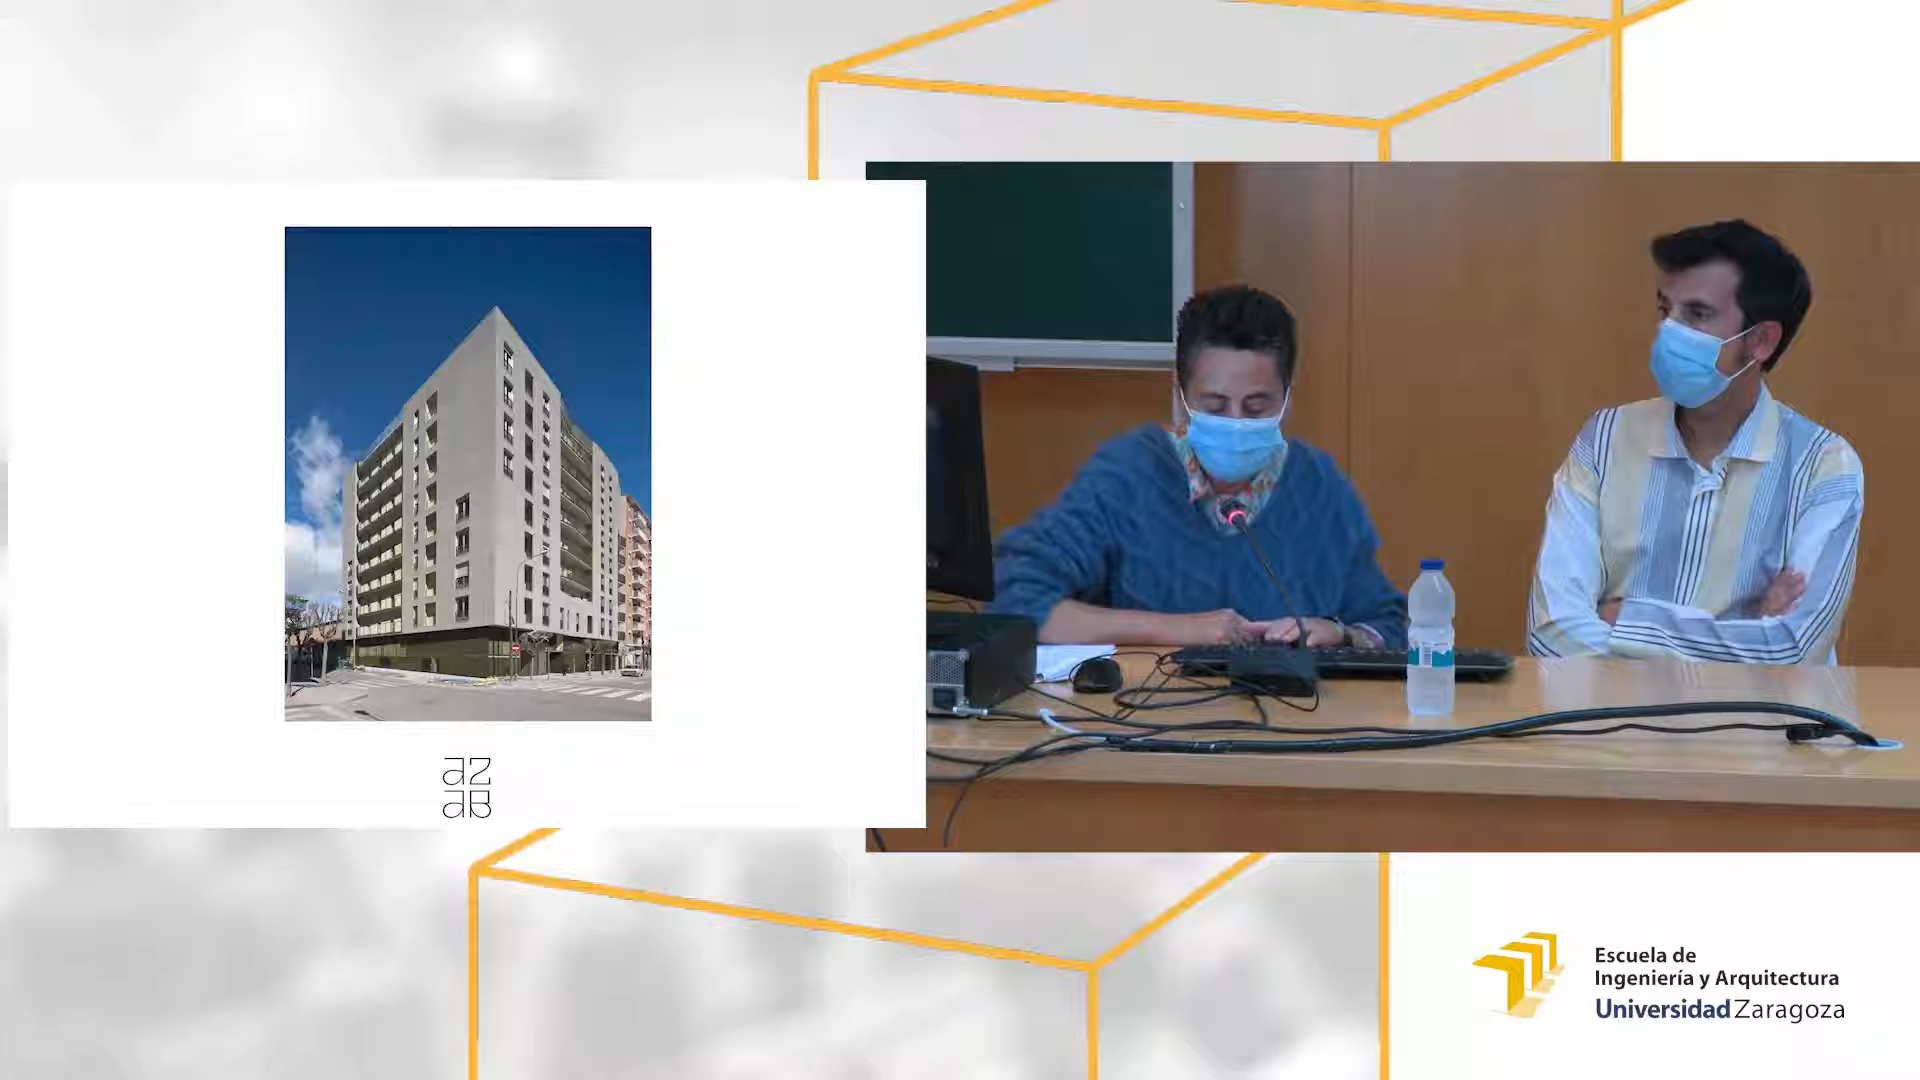 az
ab
Escuela de
Ingeniería y Arquitectura
Universidad Zaragoza